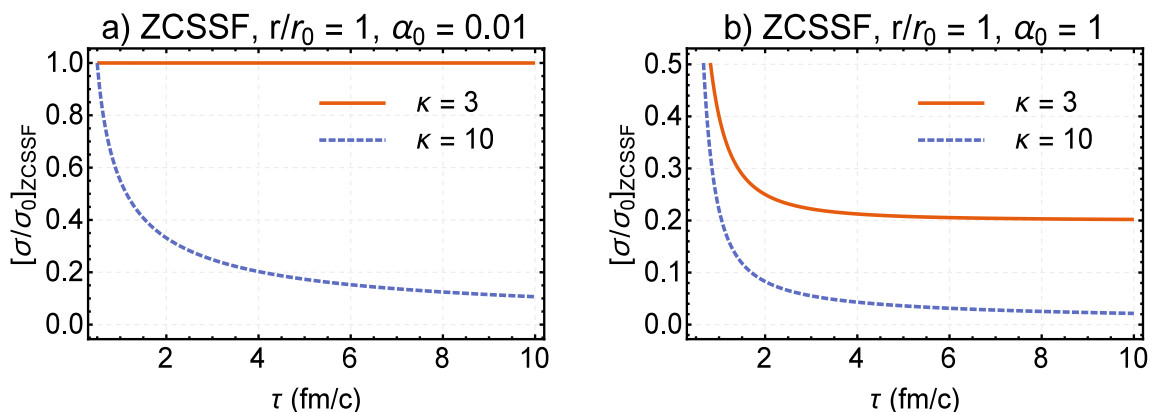 a) ZCSSF, r/r₀ = 1, α₀ = 0.01
[σ/σ₀]ZCSSF
1.0
0.8
0.6
0.4
0.2
0.0
κ = 3
κ = 10
2 4 6 8 10
τ (fm/c)
b) ZCSSF, r/r₀ = 1, α₀ = 1
[σ/σ₀]ZCSSF
0.5
0.4
0.3
0.2
0.1
0.0
κ = 3
κ = 10
2 4 6 8 10
τ (fm/c)